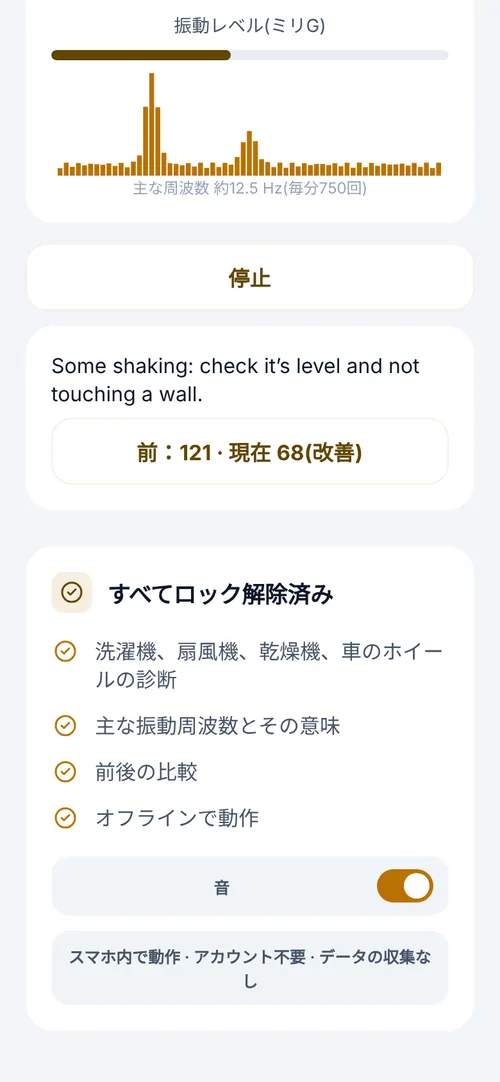 振動レベル(ミリG)
主な周波数 約12.5 Hz(毎分750回)
停止
Some shaking: check it’s level and not
touching a wall.
前：121 · 現在 68(改善)
すべてロック解除済み
洗濯機、扇風機、乾燥機、車のホイー
ルの診断
主な振動周波数とその意味
前後の比較
オフラインで動作
音
スマホ内で動作 · アカウント不要 · データの収集な
し